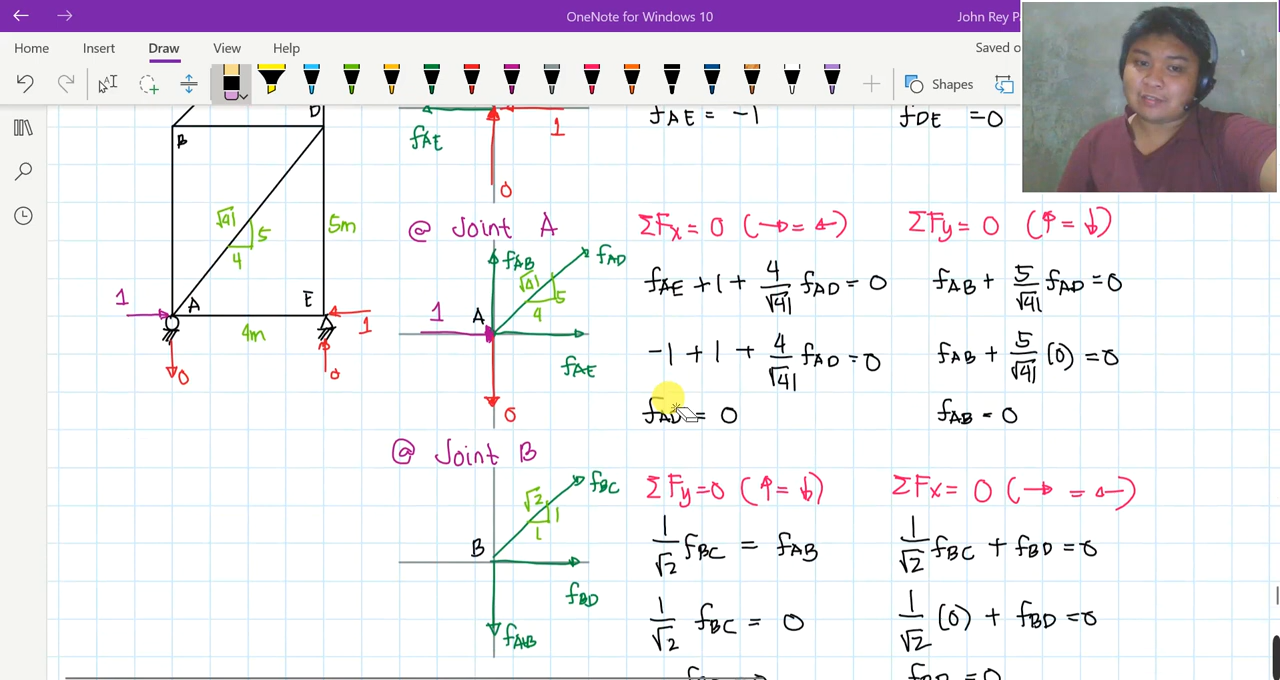 OneNote for Windows 10
John Rey P
Home Insert Draw View Help
Saved o
Shapes
D
B
√41
5
4
5m
1
A
E
1
4m
0
0
fAE
1
0
fAE = -1
fDE = 0
@ Joint A
fAB
fAD
√41
5
4
1
A
fAE
0
ΣFx = 0 (→ = ←)
fAE + 1 + 4/√41 fAD = 0
-1 + 1 + 4/√41 fAD = 0
fAD = 0
ΣFy = 0 (↑ = ↓)
fAB + 5/√41 fAD = 0
fAB + 5/√41 (0) = 0
fAB = 0
@ Joint B
fBC
√2
1
1
B
fBD
fAB
ΣFy = 0 (↑ = ↓)
1/√2 fBC = fAB
1/√2 fBC = 0
ΣFx = 0 (→ = ←)
1/√2 fBC + fBD = 0
1/√2 (0) + fBD = 0